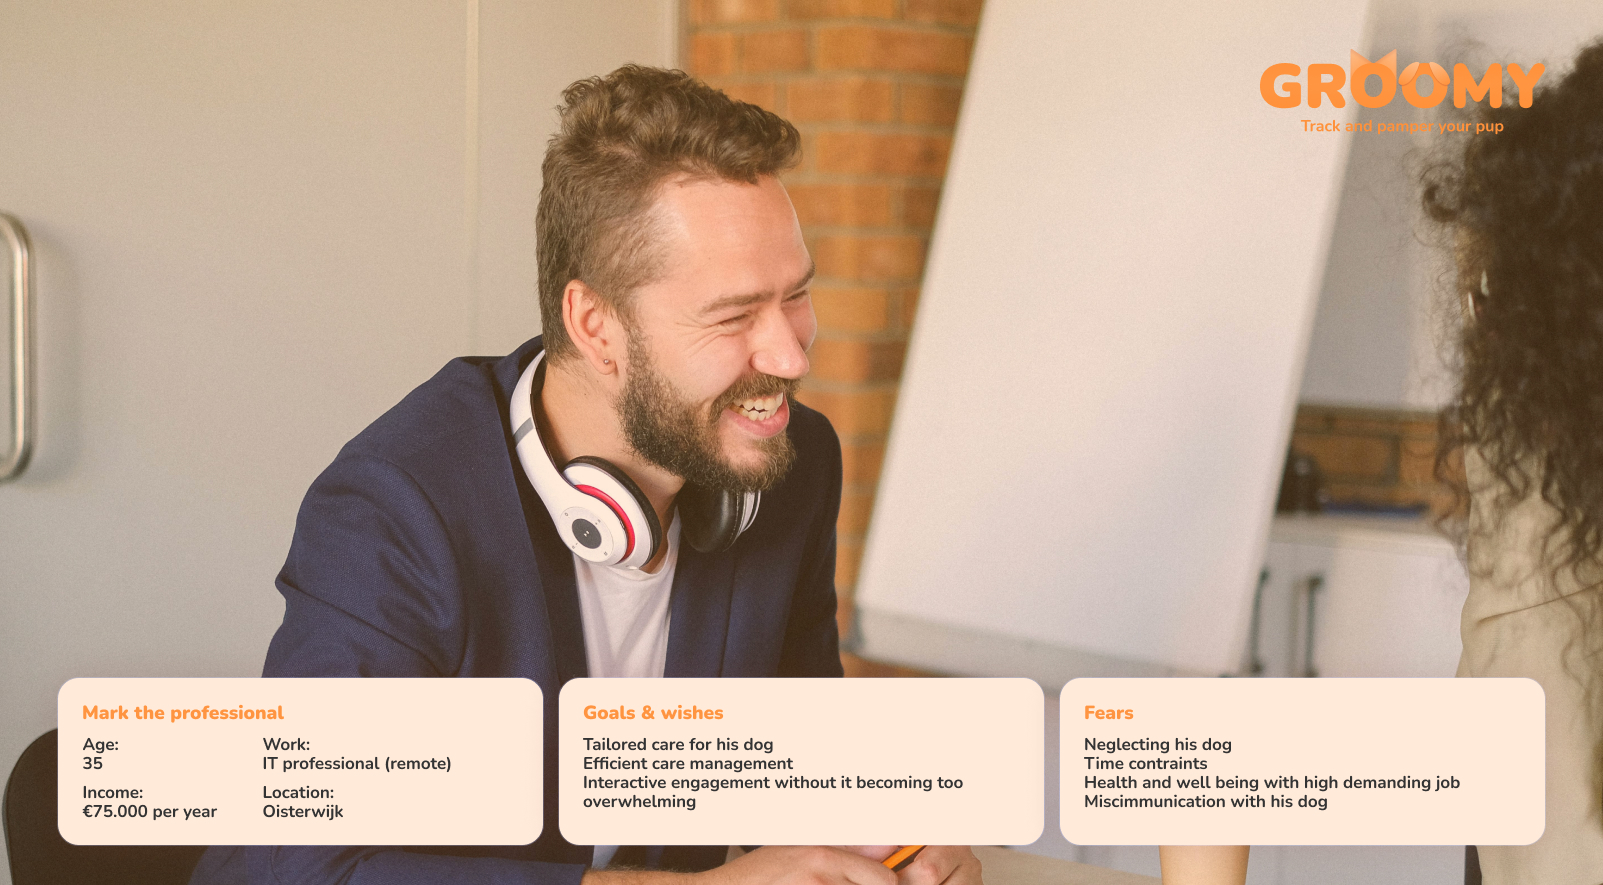 GROOMY
Track and pamper your pup
Mark the professional
Age:
35
Work:
IT professional (remote)
Income:
€75.000 per year
Location:
Oisterwijk
Goals & wishes
Tailored care for his dog
Efficient care management
Interactive engagement without it becoming too
overwhelming
Fears
Neglecting his dog
Time contraints
Health and well being with high demanding job
Miscimmunication with his dog